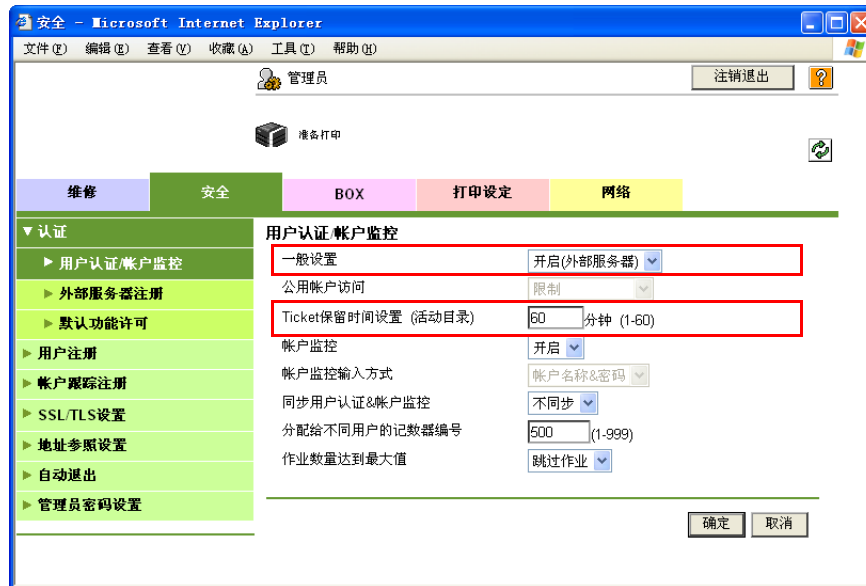 安全 - Microsoft Internet Explorer
文件(F) 编辑(E) 查看(V) 收藏(A) 工具(T) 帮助(H)
管理员 注销退出
准备打印
维修 安全 BOX 打印设定 网络
认证
用户认证/帐户监控
外部服务器注册
默认功能许可
用户注册
帐户跟踪注册
SSL/TLS设置
地址参照设置
自动退出
管理员密码设置
用户认证/帐户监控
一般设置 开启(外部服务器)
公用帐户访问 限制
Ticket保留时间设置 (活动目录) 60 分钟 (1-60)
帐户监控 开启
帐户监控输入方式 帐户名称&密码
同步用户认证&帐户监控 不同步
分配给不同用户的记数器编号 500 (1-999)
作业数量达到最大值 跳过作业
确定 取消